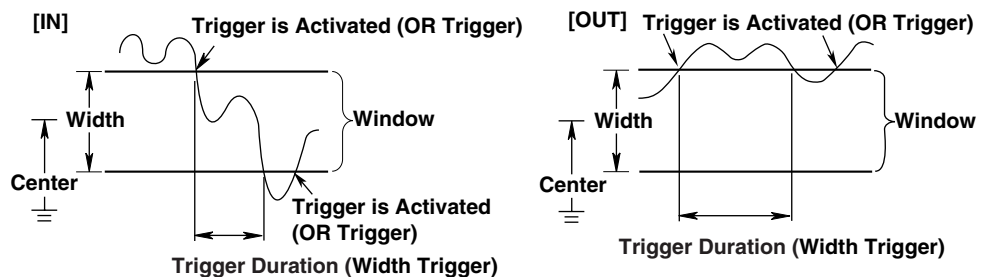 [IN]
Trigger is Activated (OR Trigger)
Width
Window
Center
Trigger is Activated
(OR Trigger)
Trigger Duration (Width Trigger)
[OUT]
Trigger is Activated (OR Trigger)
Width
Window
Center
Trigger Duration (Width Trigger)